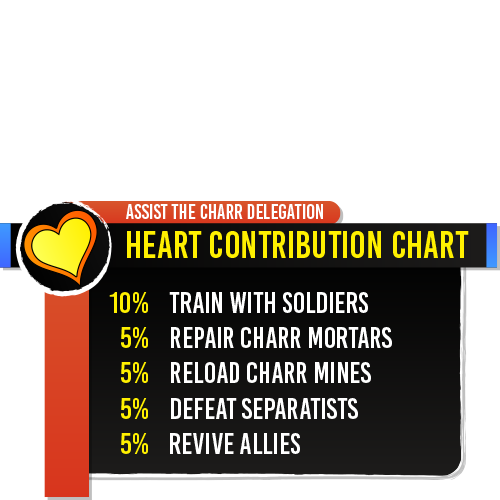 ASSIST THE CHARR DELEGATION
HEART CONTRIBUTION CHART
10% TRAIN WITH SOLDIERS
5% REPAIR CHARR MORTARS
5% RELOAD CHARR MINES
5% DEFEAT SEPARATISTS
5% REVIVE ALLIES